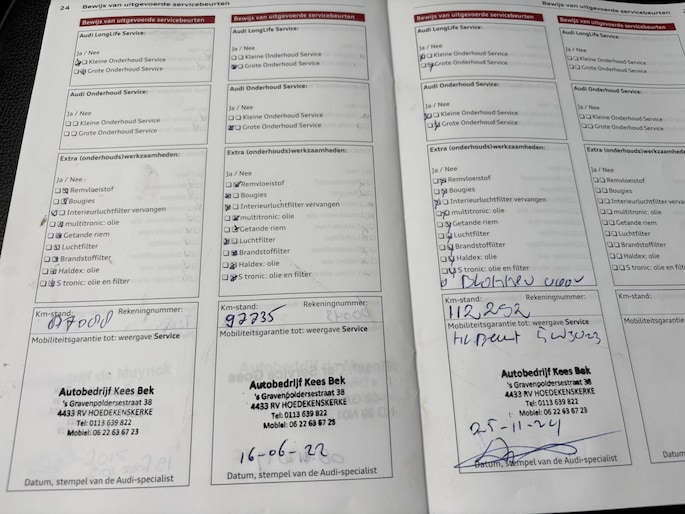 24 Bewijs van uitgevoerde servicebeurten
Bewijs van uitgevoerde servicebeurten
Audi LongLife Service:
Ja / Nee
Kleine Onderhoud Service
Grote Onderhoud Service
Audi Onderhoud Service
Ja / Nee
Kleine Onderhoud Service
Grote Onderhoud Service
Extra (onderhouds)werkzaamheden:
Ja / Nee
Remvloeistof
Bougies
Interieurluchtfilter vervangen
multitronic: olie
Getande riem
Luchtfilter
Brandstoffilter
Haldex: olie
S tronic: olie en filter
Km-stand: Rekeningnummer:
Mobiliteitsgarantie tot: weergave Service
Autobedrijf Kees Bek
's Gravenpoldersestraat 38
4433 RV HOEDEKENSKERKE
Tel: 0113 639 822
Mobiel: 06 22 63 67 23
Datum, stempel van de Audi-specialist
Bewijs van uitgevoerde servicebeurten
Audi LongLife Service:
Ja / Nee
Kleine Onderhoud Service
Grote Onderhoud Service
Audi Onderhoud Service
Ja / Nee
Kleine Onderhoud Service
Grote Onderhoud Service
Extra (onderhouds)werkzaamheden:
Ja / Nee
Remvloeistof
Bougies
Interieurluchtfilter vervangen
multitronic: olie
Getande riem
Luchtfilter
Brandstoffilter
Haldex: olie
S tronic: olie en filter
Km-stand: Rekeningnummer:
97735
Mobiliteitsgarantie tot: weergave Service
Autobedrijf Kees Bek
's Gravenpoldersestraat 38
4433 RV HOEDEKENSKERKE
Tel: 0113 639 822
Mobiel: 06 22 63 67 23
16-06-22
Datum, stempel van de Audi-specialist
Bewijs van uitgevoerde servicebeurten
Bewijs van uitgevoerde servicebeurten
Audi LongLife Service:
Ja / Nee
Kleine Onderhoud Service
Grote Onderhoud Service
Audi Onderhoud Service
Ja / Nee
Kleine Onderhoud Service
Grote Onderhoud Service
Extra (onderhouds)werkzaamheden:
Ja / Nee
Remvloeistof
Bougies
Interieurluchtfilter vervangen
multitronic: olie
Getande riem
Luchtfilter
Brandstoffilter
Haldex: olie
S tronic: olie en filter
Km-stand: Rekeningnummer:
112,252
Mobiliteitsgarantie tot: weergave Service
Autobedrijf Kees Bek
's Gravenpoldersestraat 38
4433 RV HOEDEKENSKERKE
Tel: 0113 639 822
Mobiel: 06 22 63 67 23
25-11-24
Datum, stempel van de Audi-specialist
Bewijs van uitgevoerde servicebeurten
Audi LongLife Service:
Ja / Nee
Kleine Onderhoud Service
Grote Onderhoud Service
Audi Onderhoud Service
Ja / Nee
Kleine Onderhoud Service
Grote Onderhoud Service
Extra (onderhouds)werkzaamheden
Ja / Nee
Remvloeistof
Bougies
Interieurluchtfilter
multitronic: olie
Getande riem
Luchtfilter
Brandstoffilter
Haldex: olie
S tronic: olie en
Km-stand:
Mobiliteitsgarantie
Datum, stem